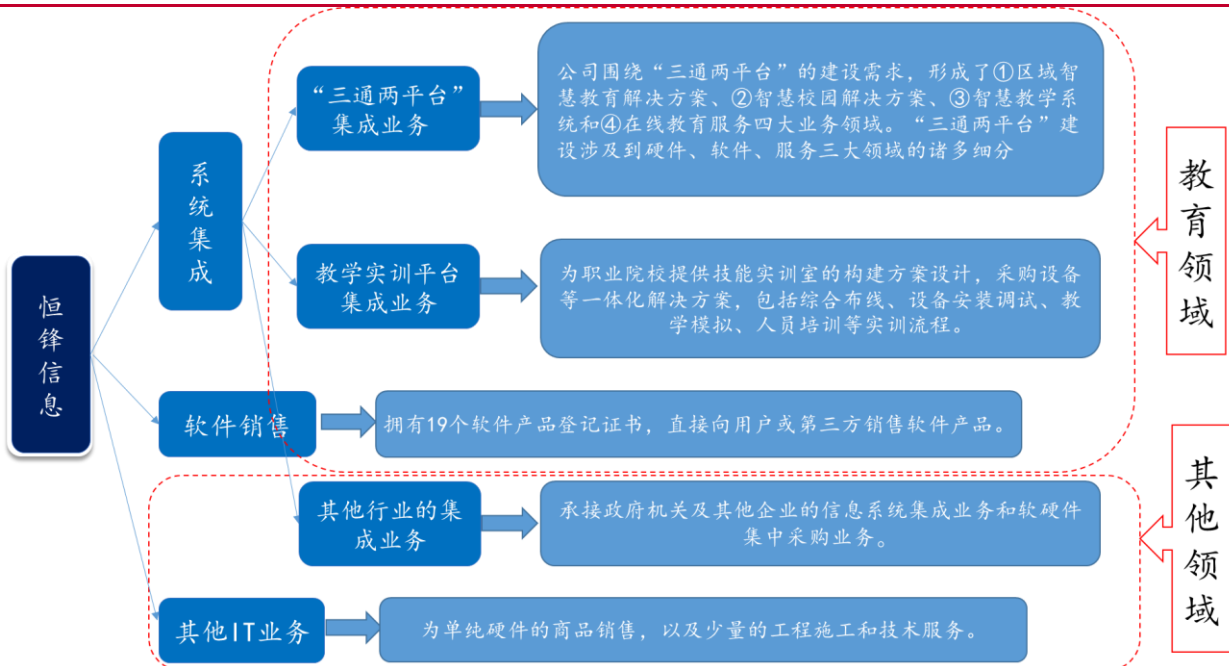 恒锋信息
系统集成
“三通两平台”
集成业务
公司围绕“三通两平台”的建设需求，形成了①区域智
慧教育解决方案、②智慧校园解决方案、③智慧教学系
统和④在线教育服务四大业务领域。“三通两平台”建
设涉及到硬件、软件、服务三大领域的诸多细分
教学实训平台
集成业务
为职业院校提供技能实训室的构建方案设计，采购设备
等一体化解决方案，包括综合布线、设备安装调试、教
学模拟、人员培训等实训流程。
教育领域
软件销售
拥有19个软件产品登记证书，直接向用户或第三方销售软件产品。
其他行业的集
成业务
承接政府机关及其他企业的信息系统集成业务和软硬件
集中采购业务。
其他IT业务
为单纯硬件的商品销售，以及少量的工程施工和技术服务。
其他领域